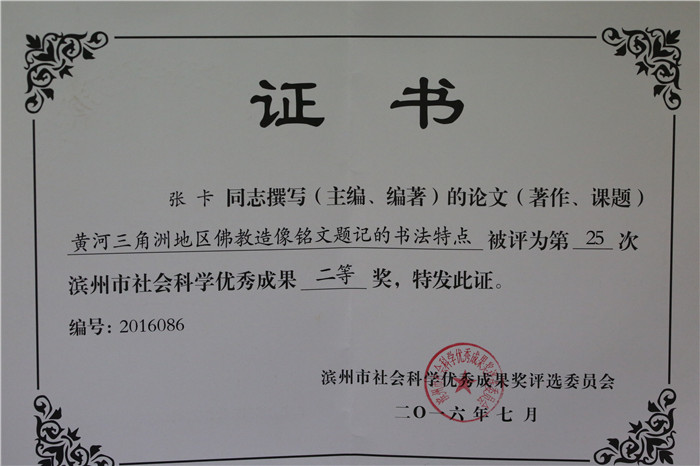 证书
张卡 同志撰写（主编、编著）的论文（著作、课题）
黄河三角洲地区佛教造像铭文题记的书法特点 被评为第 25 次
滨州市社会科学优秀成果 二等 奖，特发此证。
编号：2016086
滨州市社会科学优秀成果奖评选委员会
二〇一六年七月